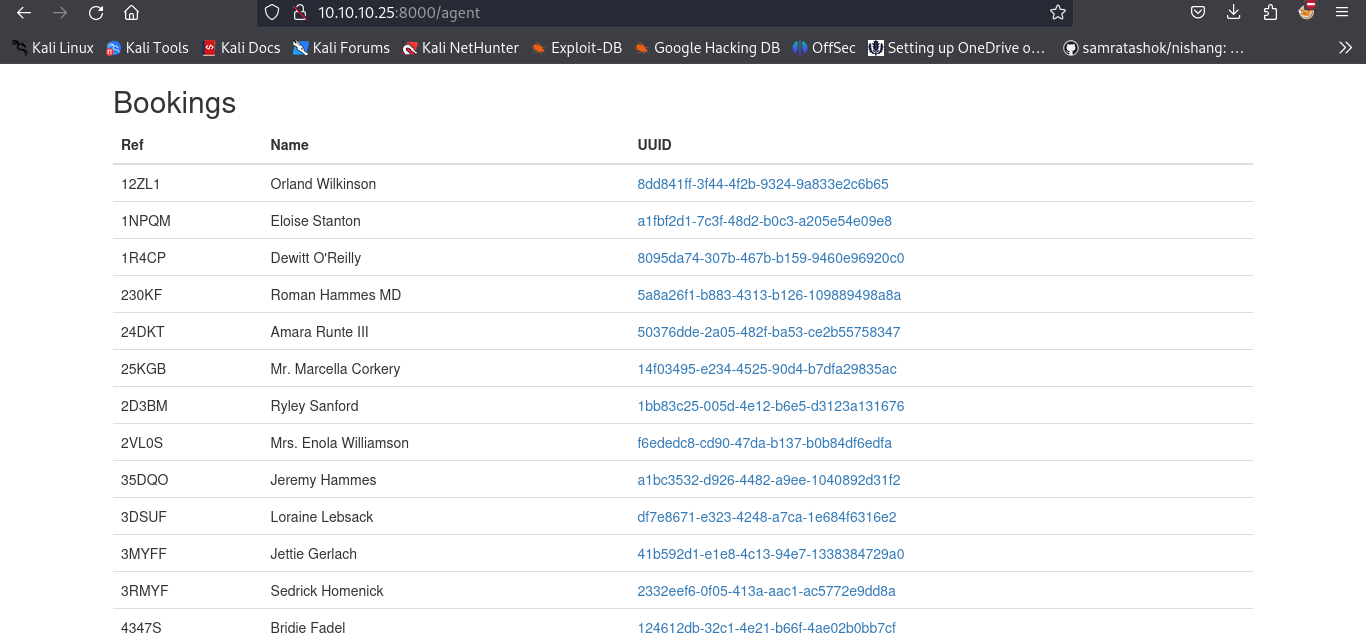 10.10.10.25:8000/agent
Kali Linux Kali Tools Kali Docs Kali Forums Kali NetHunter Exploit-DB Google Hacking DB OffSec Setting up OneDrive o... samratashok/nishang: ...
Bookings
Ref Name UUID
12ZL1 Orland Wilkinson 8dd841ff-3f44-4f2b-9324-9a833e2c6b65
1NPQM Eloise Stanton a1fbf2d1-7c3f-48d2-b0c3-a205e54e09e8
1R4CP Dewitt O'Reilly 8095da74-307b-467b-b159-9460e96920c0
230KF Roman Hammes MD 5a8a26f1-b883-4313-b126-109889498a8a
24DKT Amara Runte III 50376dde-2a05-482f-ba53-ce2b55758347
25KGB Mr. Marcella Corkery 14f03495-e234-4525-90d4-b7dfa29835ac
2D3BM Ryley Sanford 1bb83c25-005d-4e12-b6e5-d3123a131676
2VL0S Mrs. Enola Williamson f6ededc8-cd90-47da-b137-b0b84df6edfa
35DQO Jeremy Hammes a1bc3532-d926-4482-a9ee-1040892d31f2
3DSUF Loraine Lebsack df7e8671-e323-4248-a7ca-1e684f6316e2
3MYFF Jettie Gerlach 41b592d1-e1e8-4c13-94e7-1338384729a0
3RMYF Sedrick Homenick 2332eef6-0f05-413a-aac1-ac5772e9dd8a
4347S Bridie Fadel 124612db-32c1-4e21-b66f-4ae02b0bb7cf